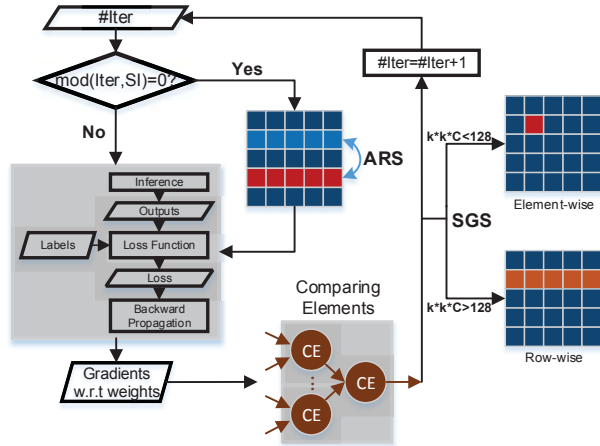 #Iter
mod(Iter,SI)=0?
Yes
No
#Iter=#Iter+1
ARS
k*k*C<128
Element-wise
SGS
k*k*C>128
Row-wise
Inference
Outputs
Labels
Loss Function
Loss
Backward
Propagation
Gradients
w.r.t weights
Comparing
Elements
CE
CE
CE